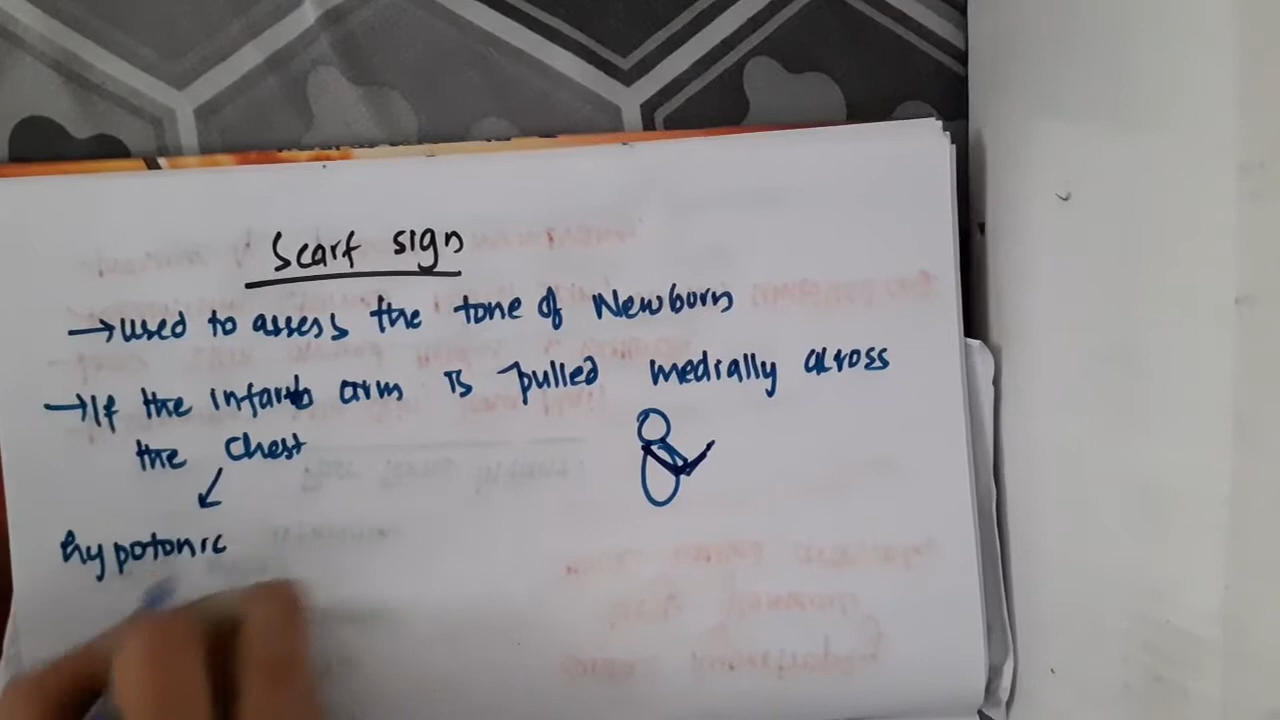 Scarf sign
→ used to assess the tone of Newborn
→ If the infants arm is pulled medially across
the chest
hypotonic